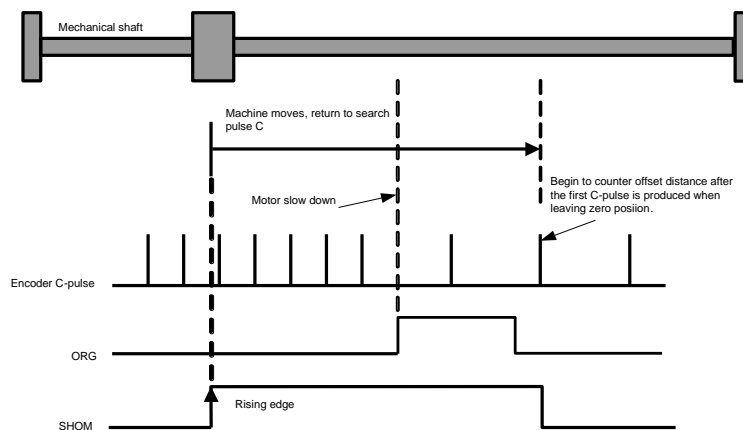 Mechanical shaft
Machine moves, return to search
pulse C
Motor slow down
Begin to counter offset distance after
the first C-pulse is produced when
leaving zero posiion.
Encoder C-pulse
ORG
Rising edge
SHOM